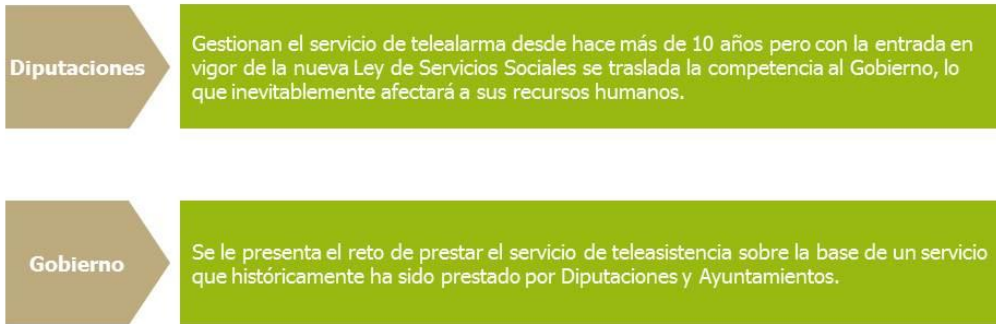 Diputaciones
Gestionan el servicio de telealarma desde hace más de 10 años pero con la entrada en
vigor de la nueva Ley de Servicios Sociales se traslada la competencia al Gobierno, lo
que inevitablemente afectará a sus recursos humanos.
Gobierno
Se le presenta el reto de prestar el servicio de teleasistencia sobre la base de un servicio
que históricamente ha sido prestado por Diputaciones y Ayuntamientos.